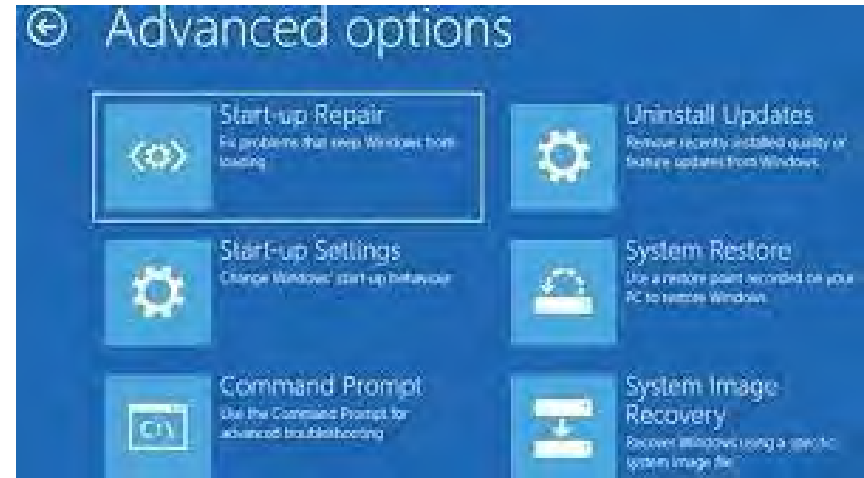 Advanced options
Start-up Repair
Fix problems that keep Windows from
loading
Uninstall Updates
Remove recently installed quality or
feature updates from Windows
Start-up Settings
Change Windows' start-up behaviour
System Restore
Use a restore point recorded on your
PC to restore Windows
Command Prompt
Use the Command Prompt for
advanced troubleshooting
C:\
System Image
Recovery
Recover Windows using a specific
system image file